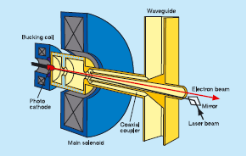 Waveguide
Bucking coil
Electron beam
Mirror
Laser beam
Photo
cathode
Coaxial
coupler
Main solenoid